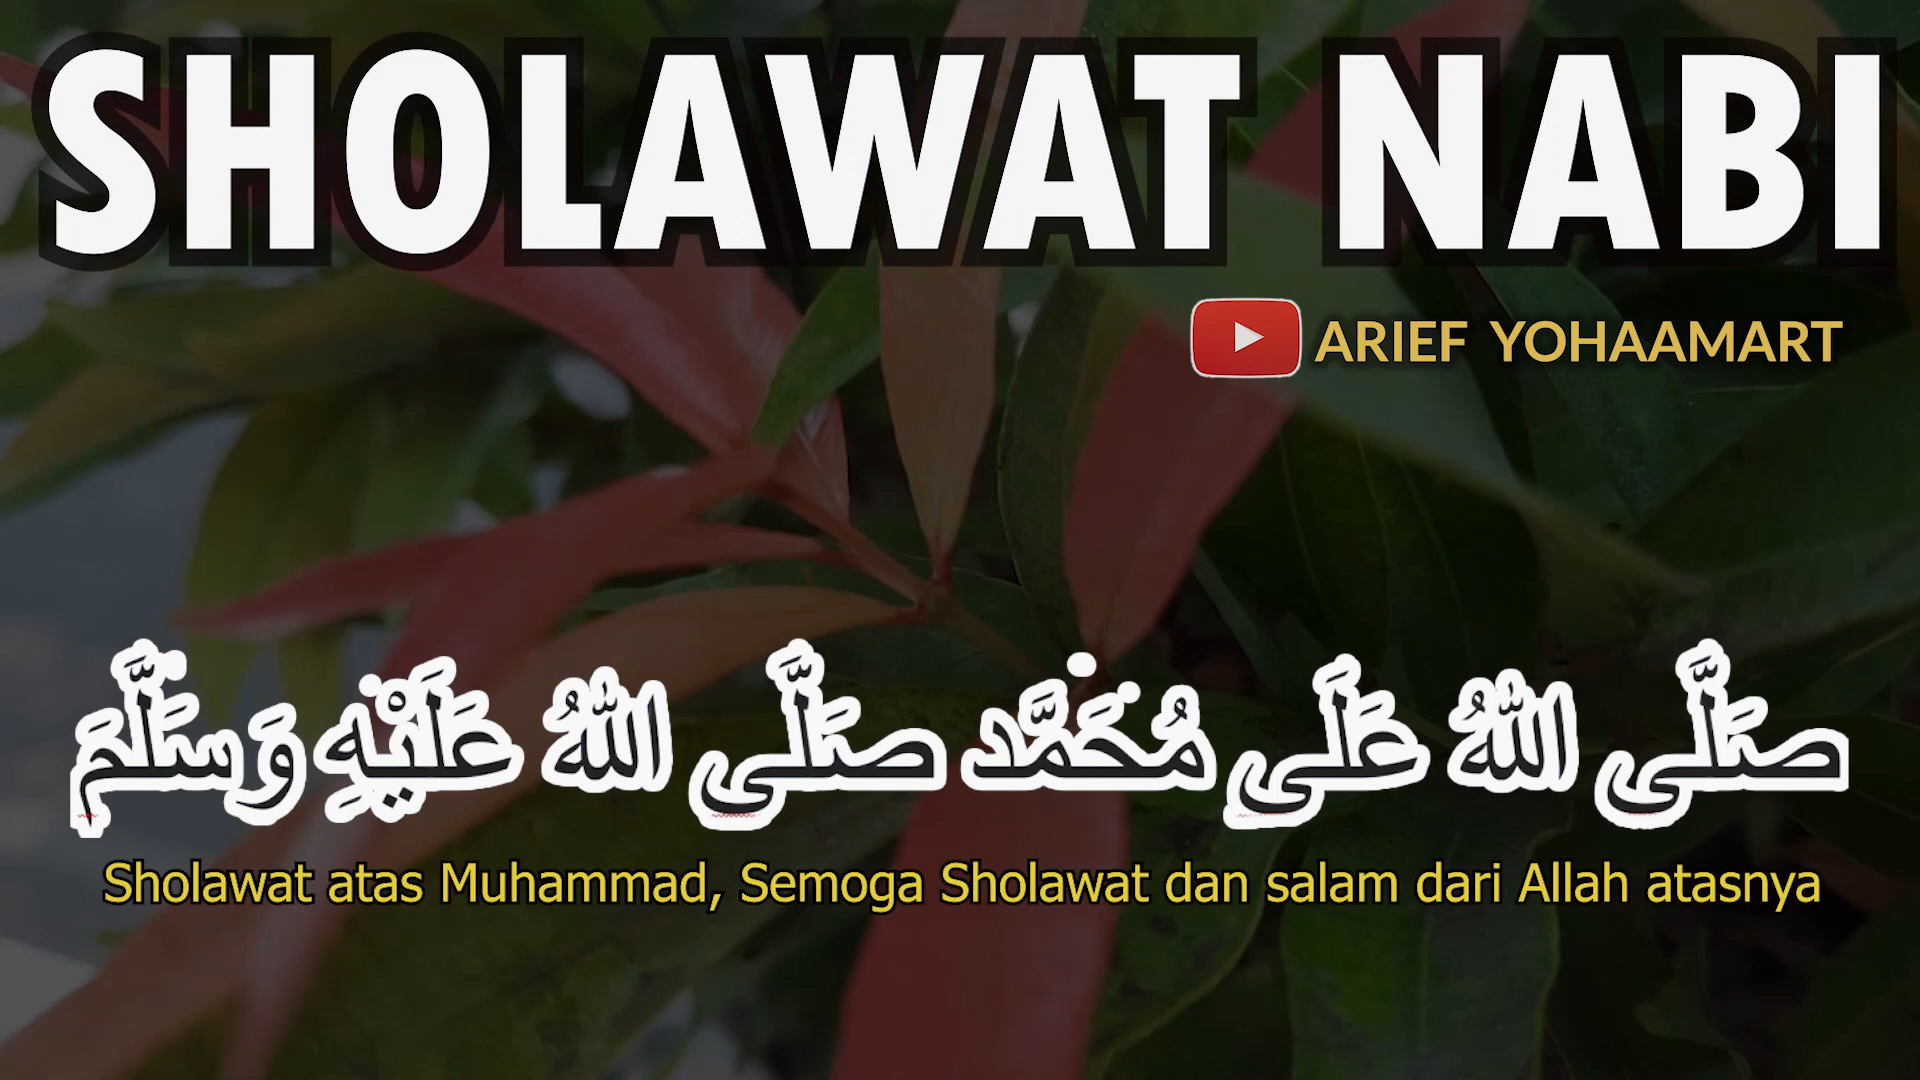 SHOLAWAT NABI
ARIEF YOHAAMART
صَلَّى اللهُ عَلَى مُحَمَّد صَلَّى اللهُ عَلَيْهِ وَسَلَّمَ
Sholawat atas Muhammad, Semoga Sholawat dan salam dari Allah atasnya